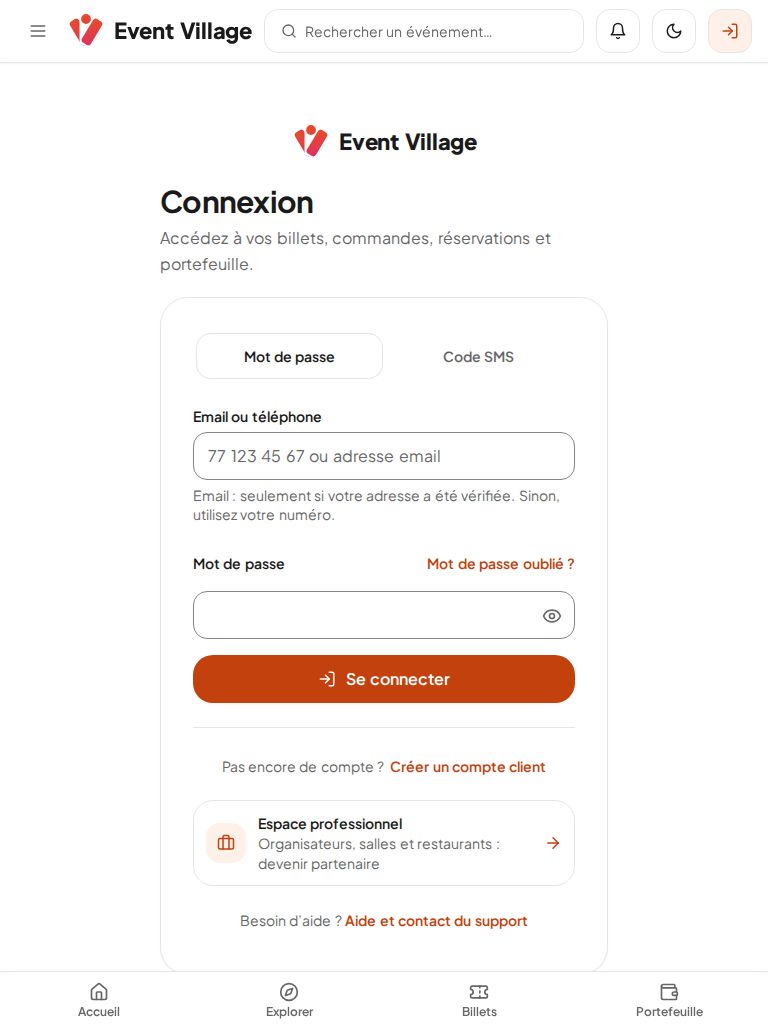 Event Village
Rechercher un événement...
Event Village
Connexion
Accédez à vos billets, commandes, réservations et
portefeuille.
Mot de passe
Code SMS
Email ou téléphone
77 123 45 67 ou adresse email
Email : seulement si votre adresse a été vérifiée. Sinon,
utilisez votre numéro.
Mot de passe
Mot de passe oublié ?
Se connecter
Pas encore de compte ? Créer un compte client
Espace professionnel
Organisateurs, salles et restaurants :
devenir partenaire
Besoin d'aide ? Aide et contact du support
Accueil
Explorer
Billets
Portefeuille